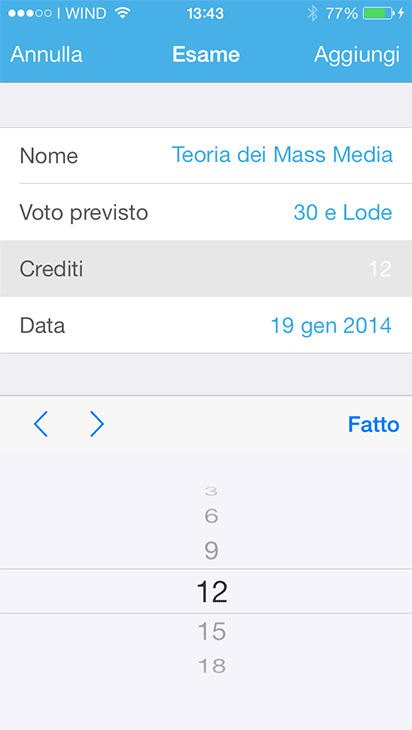 I WIND 13:43 77%
Annulla Esame Aggiungi
Nome Teoria dei Mass Media
Voto previsto 30 e Lode
Crediti 12
Data 19 gen 2014
Fatto
3
6
9
12
15
18